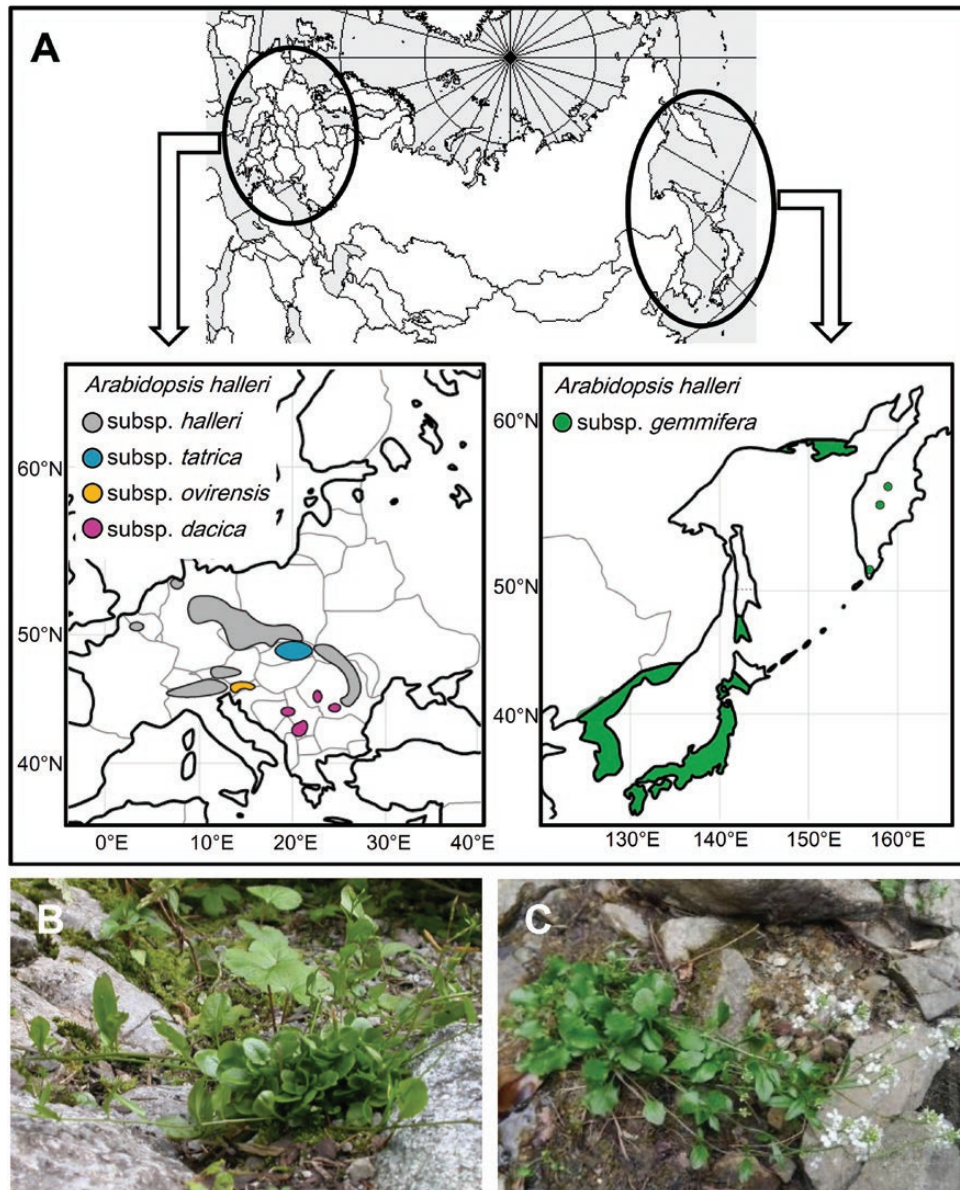 A
Arabidopsis halleri
subsp. halleri
subsp. tatrica
subsp. ovirensis
subsp. dacica
60°N
50°N
40°N
0°E 10°E 20°E 30°E 40°E
Arabidopsis halleri
subsp. gemmifera
60°N
50°N
40°N
130°E 140°E 150°E 160°E
B
C